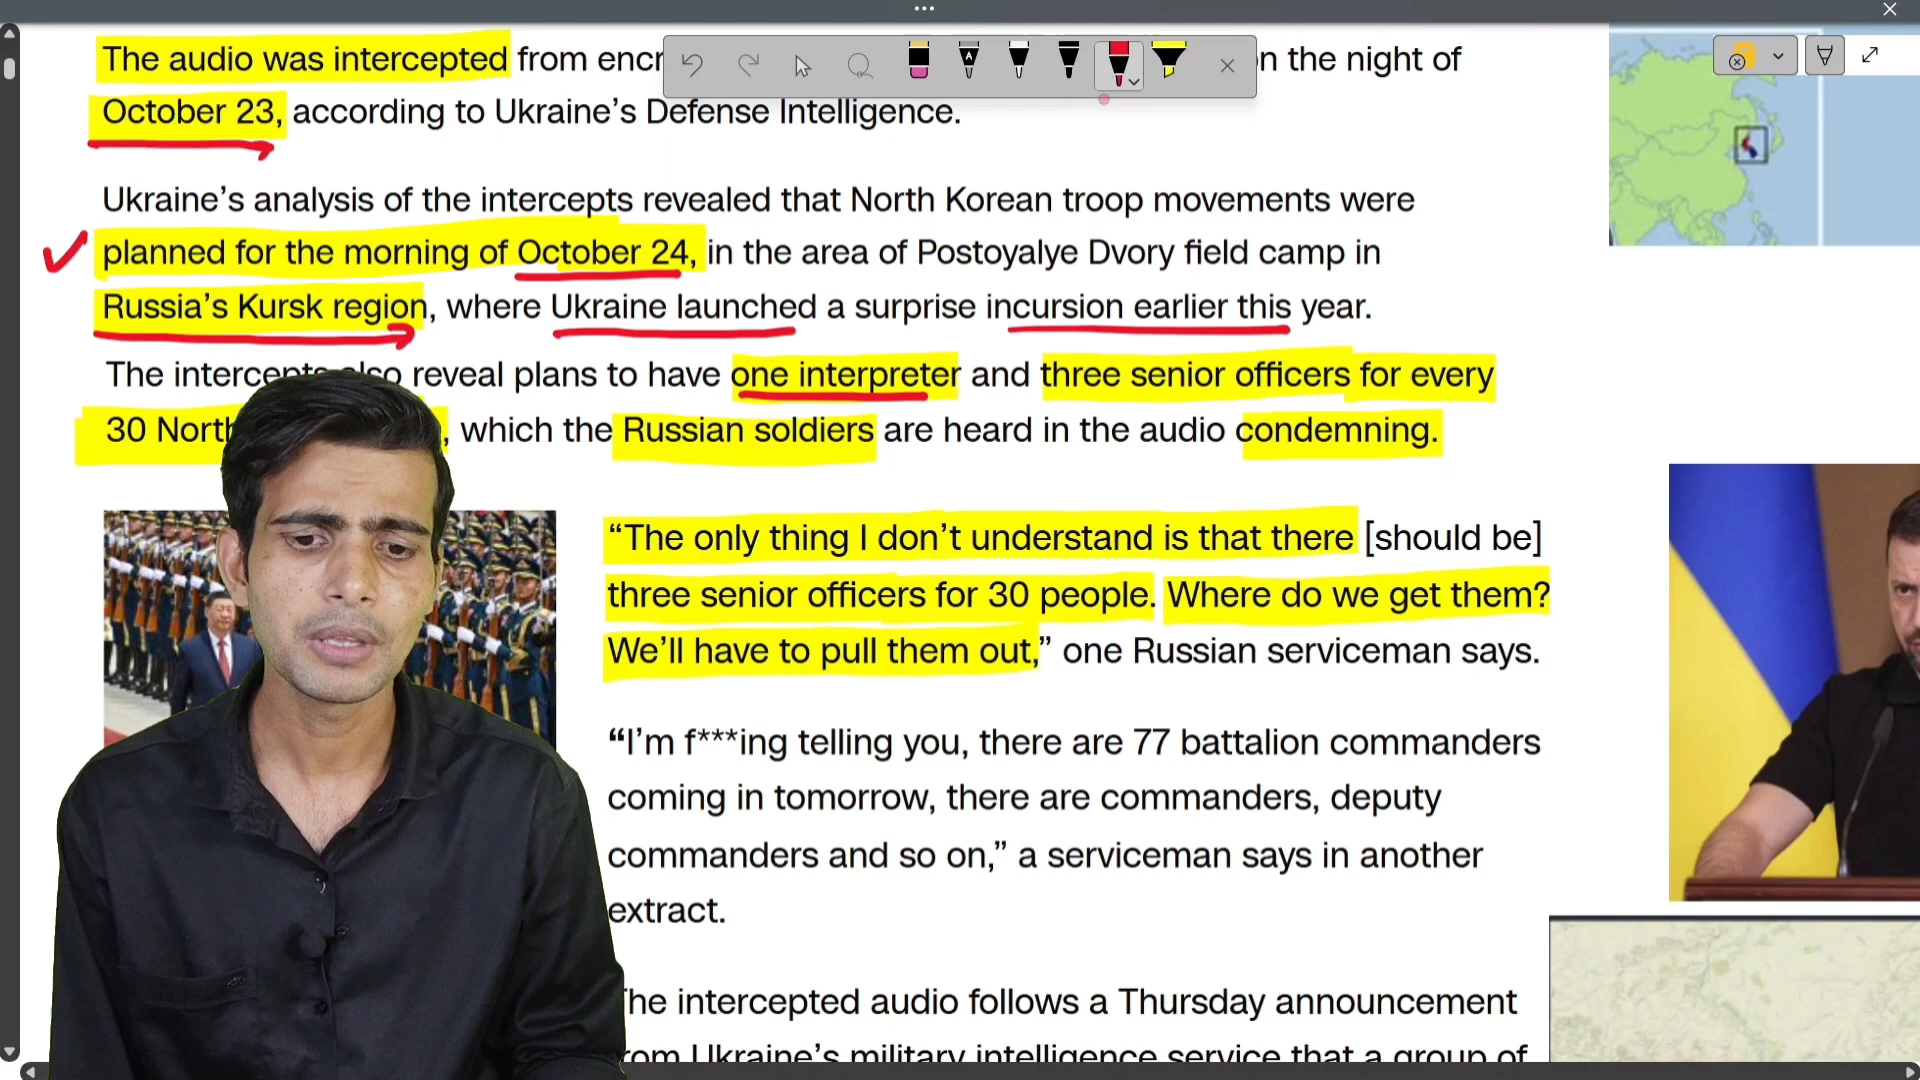 The audio was intercepted from
n the night of
October 23, according to Ukraine’s Defense Intelligence.
Ukraine’s analysis of the intercepts revealed that North Korean troop movements were
planned for the morning of October 24, in the area of Postoyalye Dvory field camp in
Russia’s Kursk region, where Ukraine launched a surprise incursion earlier this year.
The intercepts also reveal plans to have one interpreter and three senior officers for every
30 North , which the Russian soldiers are heard in the audio condemning.
“The only thing I don’t understand is that there [should be]
three senior officers for 30 people. Where do we get them?
We’ll have to pull them out,” one Russian serviceman says.
“I’m f***ing telling you, there are 77 battalion commanders
coming in tomorrow, there are commanders, deputy
commanders and so on,” a serviceman says in another
extract.
The intercepted audio follows a Thursday announcement
from Ukraine’s military intelligence service that a group of